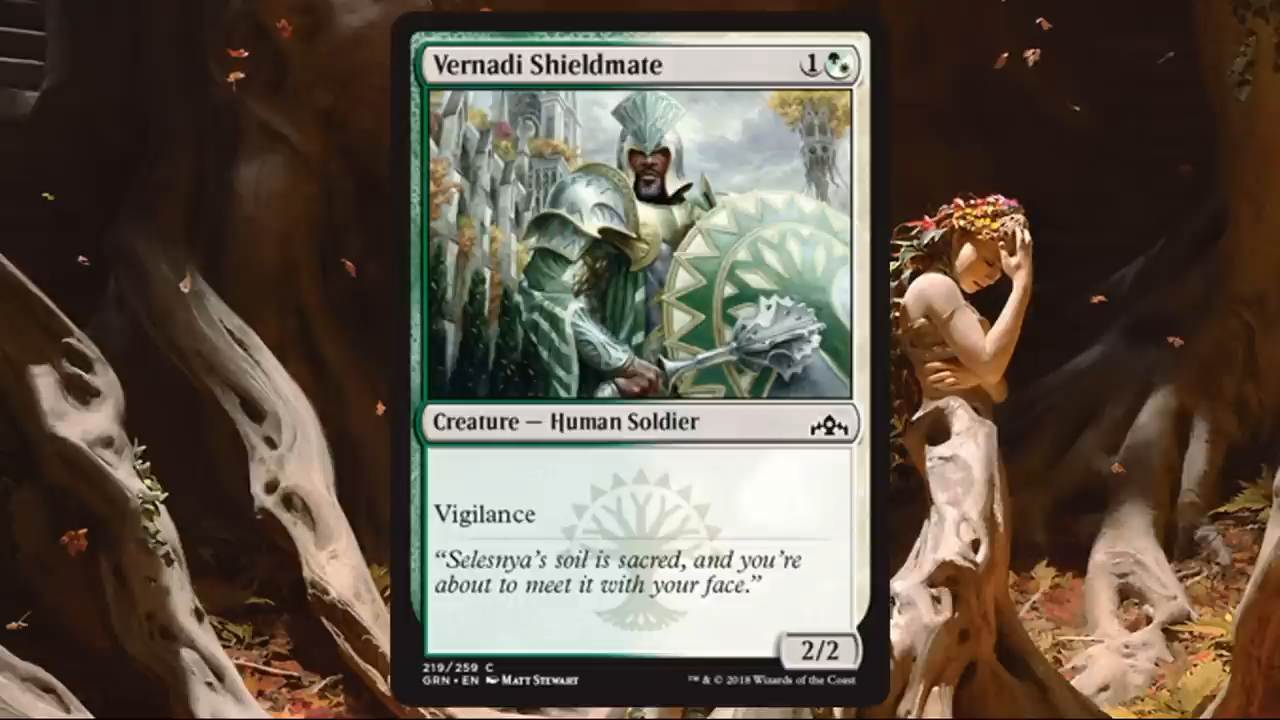 Vernadi Shieldmate 1
Creature — Human Soldier
Vigilance
“Selesnya’s soil is sacred, and you’re
about to meet it with your face.”
2/2
219/259 C
GRN • EN MATT STEWART
™ & © 2018 Wizards of the Coast